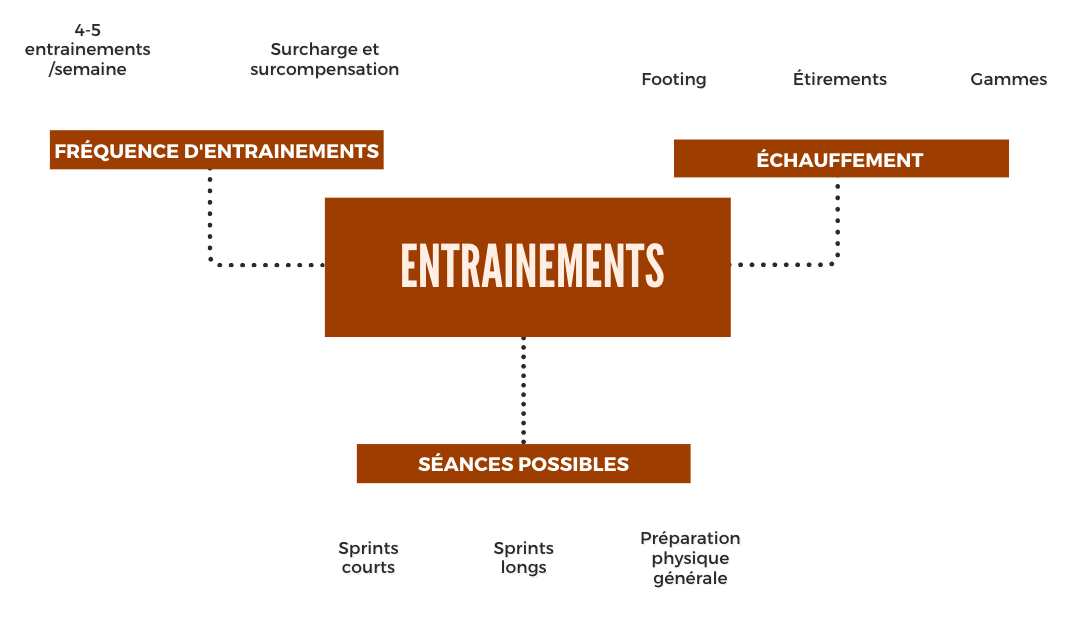 4-5
entrainements
/semaine
Surcharge et
surcompensation
FRÉQUENCE D'ENTRAINEMENTS
Footing
Étirements
Gammes
ÉCHAUFFEMENT
ENTRAINEMENTS
SÉANCES POSSIBLES
Sprints
courts
Sprints
longs
Préparation
physique
générale